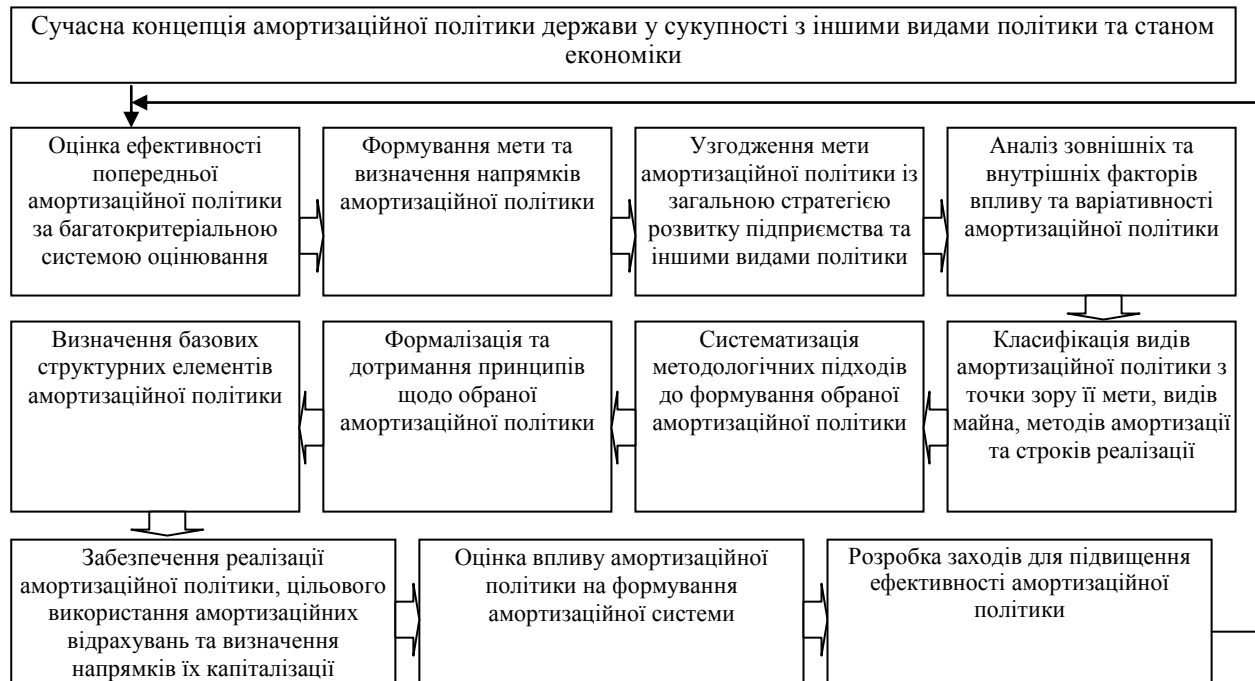 Сучасна концепція амортизаційної політики держави у сукупності з іншими видами політики та станом
економіки
Оцінка ефективності
попередньої
амортизаційної політики
за багатокритеріальною
системою оцінювання
Формування мети та
визначення напрямків
амортизаційної політики
Узгодження мети
амортизаційної політики із
загальною стратегією
розвитку підприємства та
іншими видами політики
Аналіз зовнішніх та
внутрішніх факторів
впливу та варіативності
амортизаційної політики
Визначення базових
структурних елементів
амортизаційної політики
Формалізація та
дотримання принципів
щодо обраної
амортизаційної політики
Систематизація
методологічних підходів
до формування обраної
амортизаційної політики
Класифікація видів
амортизаційної політики з
точки зору її мети, видів
майна, методів амортизації
та строків реалізації
Забезпечення реалізації
амортизаційної політики, цільового
використання амортизаційних
відрахувань та визначення
напрямків їх капіталізації
Оцінка впливу амортизаційної
політики на формування
амортизаційної системи
Розробка заходів для підвищення
ефективності амортизаційної
політики